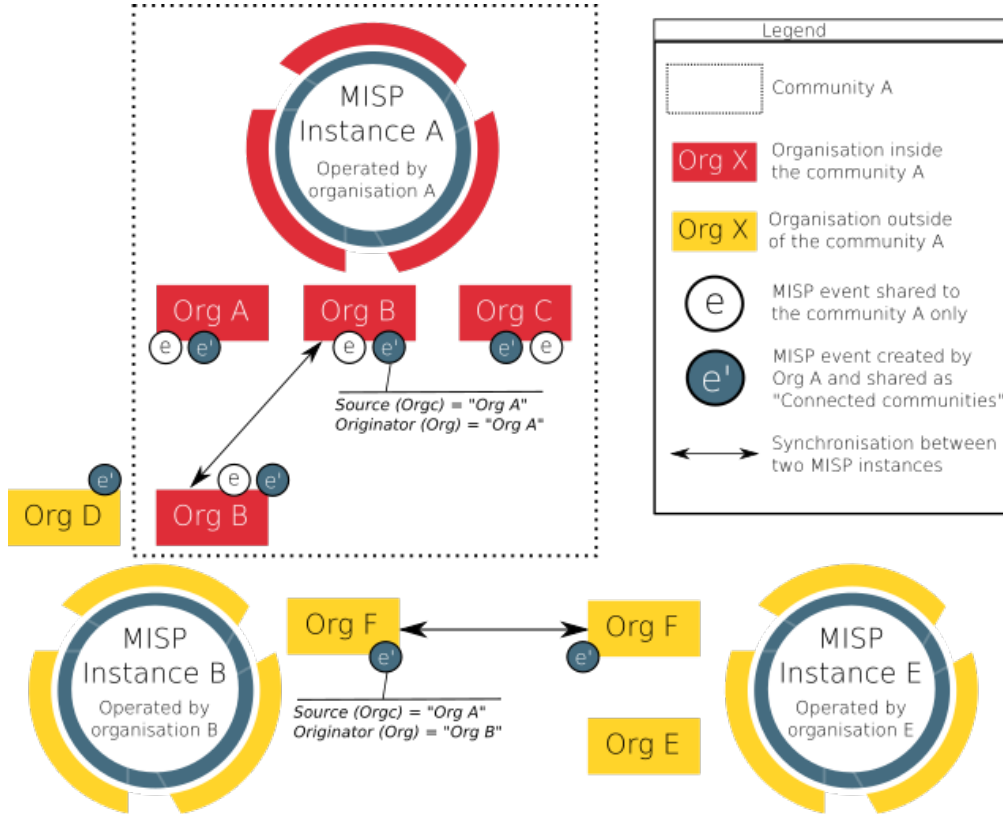 MISP
Instance A
Operated by
organisation A
Org A
Org B
Org C
e
e'
e
e'
e'
e
Source (Orgc) = "Org A"
Originator (Org) = "Org A"
e'
e
e'
Org D
Org B
MISP
Instance B
Operated by
organisation B
Org F
e'
Source (Orgc) = "Org A"
Originator (Org) = "Org B"
Org F
e'
Org E
MISP
Instance E
Operated by
organisation E
Legend
Community A
Org X
Organisation inside
the community A
Org X
Organisation outside
of the community A
e
MISP event shared to
the community A only
e'
MISP event created by
Org A and shared as
"Connected communities"
Synchronisation between
two MISP instances